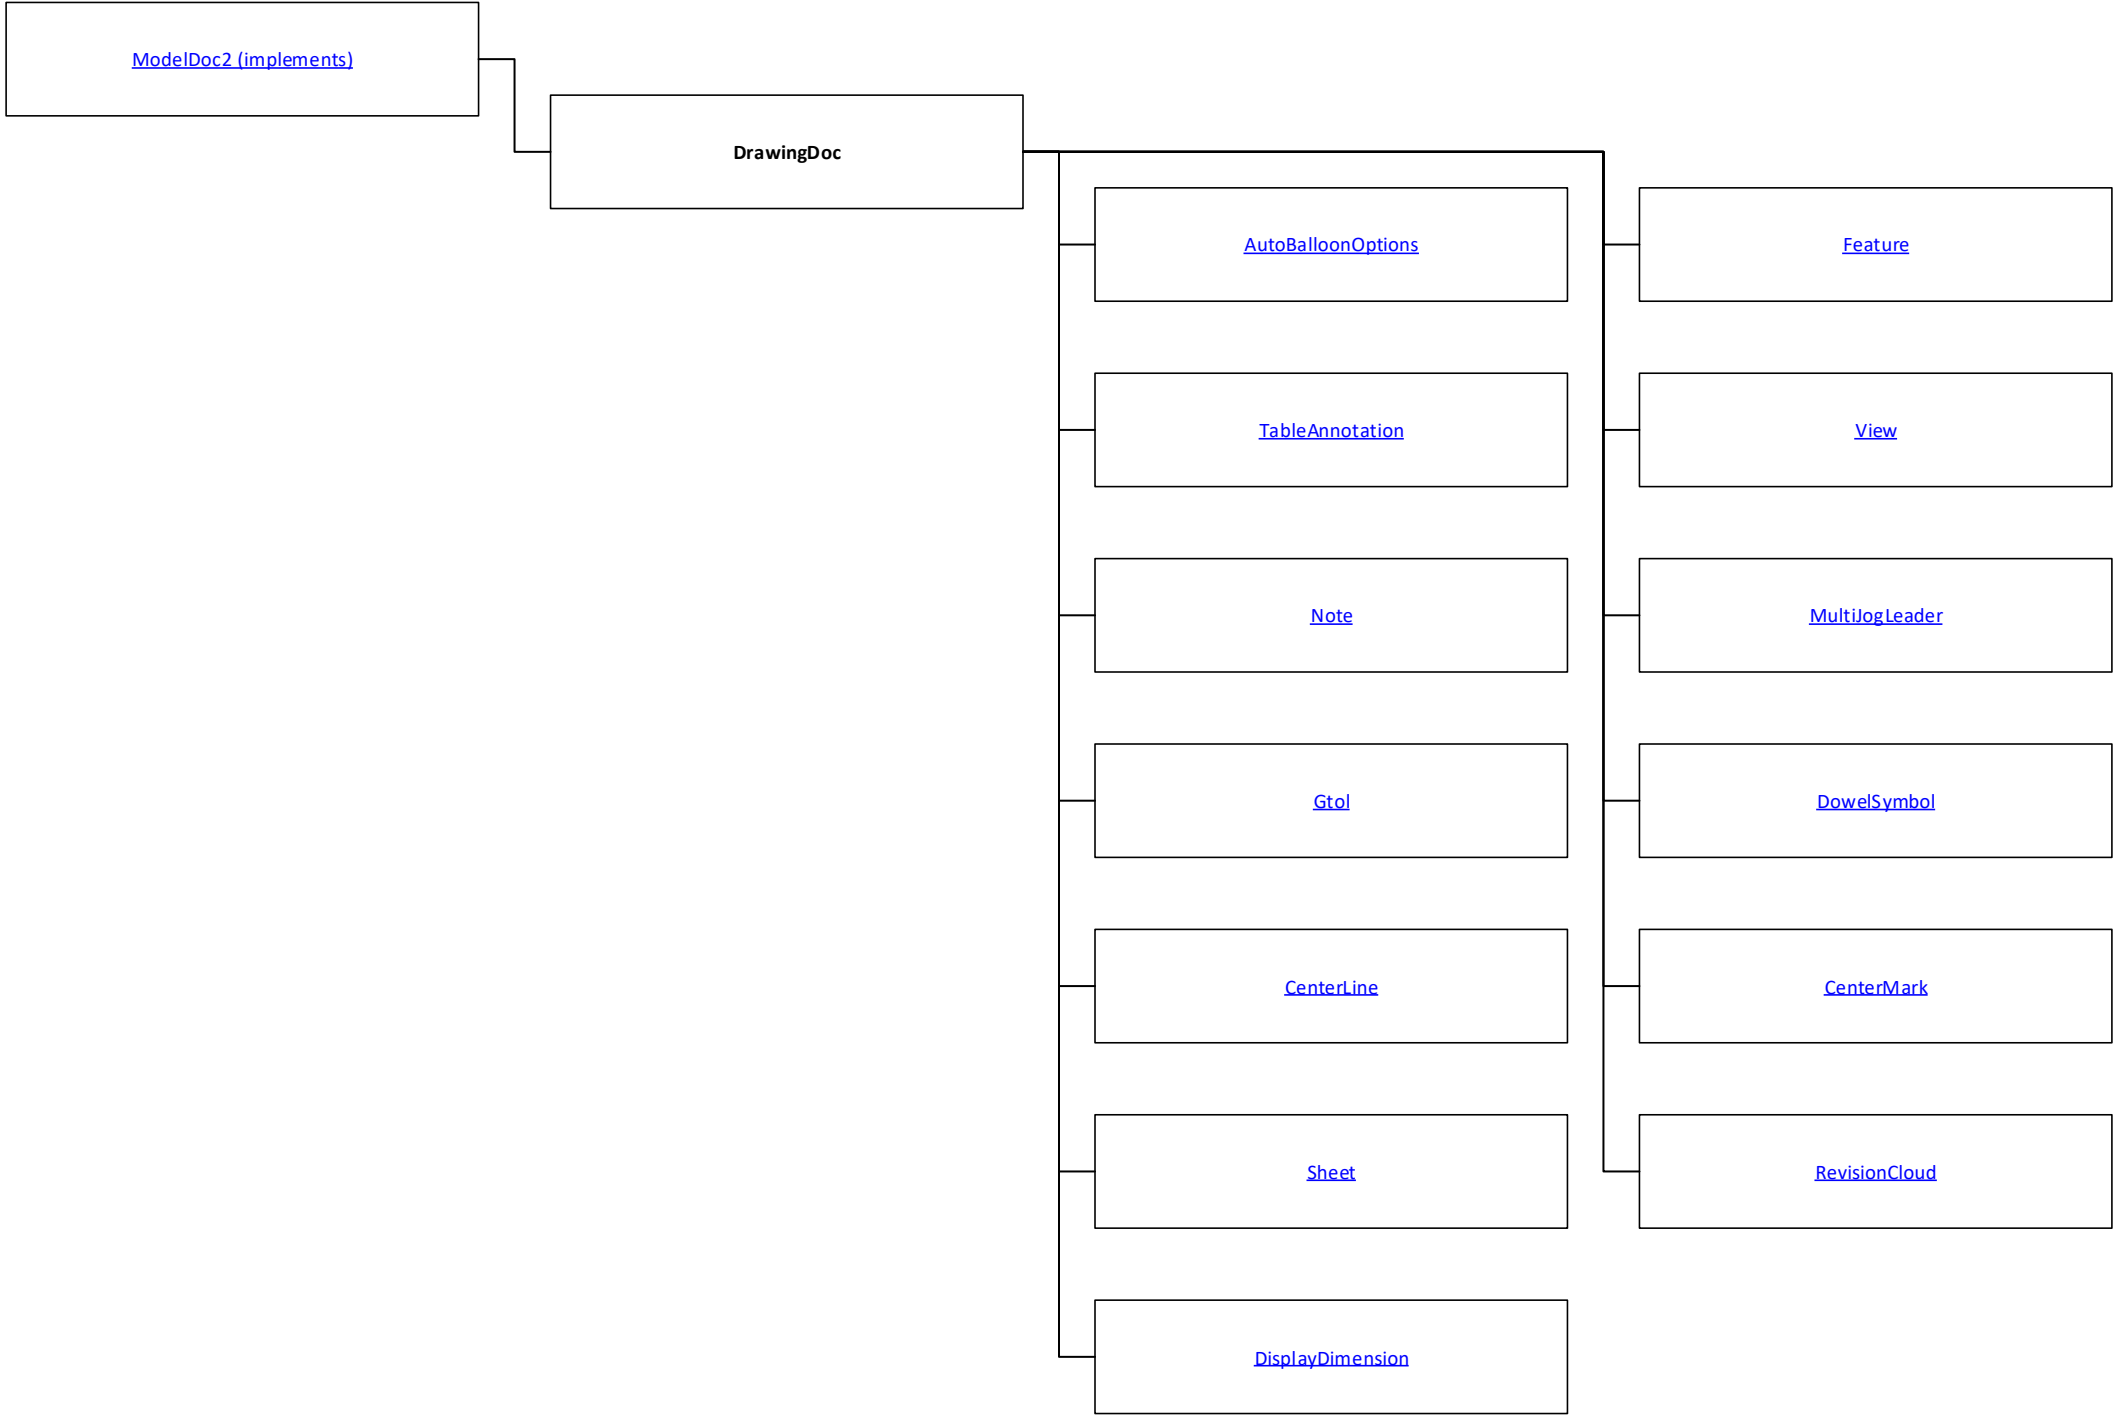 ModelDoc2 (implements)
DrawingDoc
AutoBalloonOptions
Feature
TableAnnotation
View
Note
MultiJogLeader
Gtol
DowelSymbol
CenterLine
CenterMark
Sheet
RevisionCloud
DisplayDimension